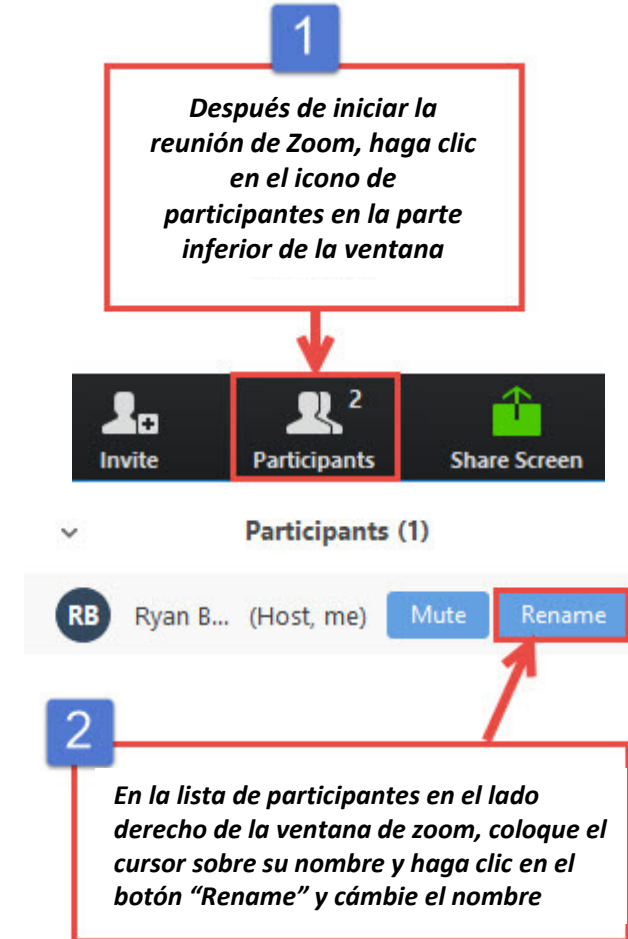 1
Después de iniciar la
reunión de Zoom, haga clic
en el icono de
participantes en la parte
inferior de la ventana
2
Invite Participants Share Screen
Participants (1)
RB Ryan B... (Host, me) Mute Rename
2
En la lista de participantes en el lado
derecho de la ventana de zoom, coloque el
cursor sobre su nombre y haga clic en el
botón “Rename” y cámbie el nombre